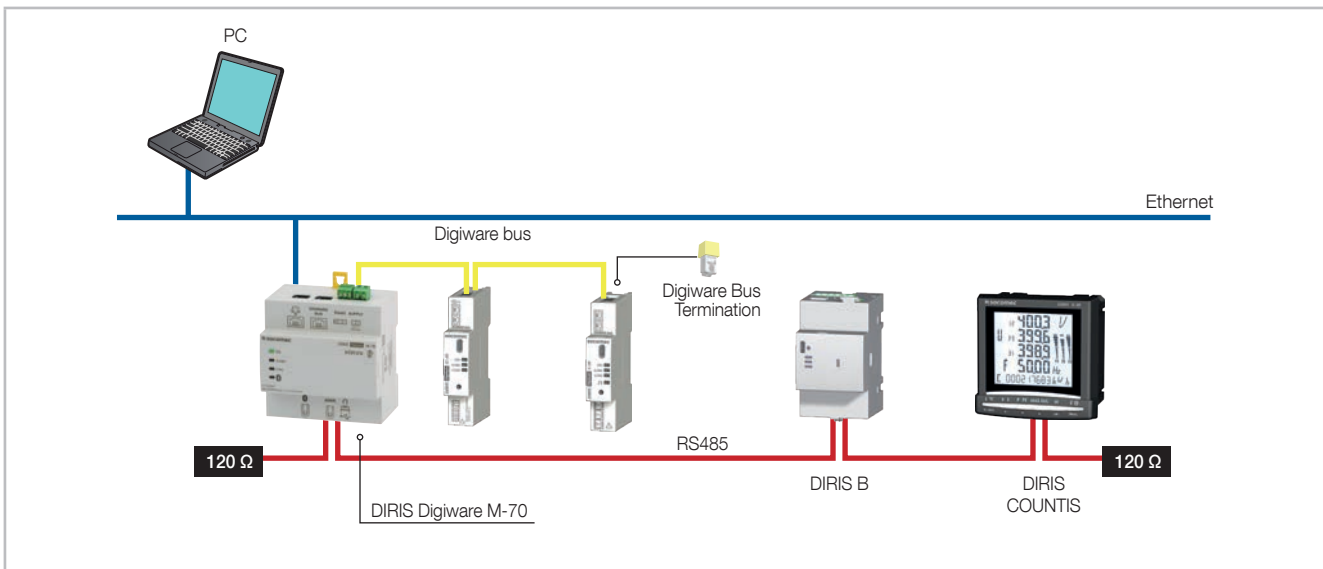 PC
Ethernet
Digiware bus
Digiware Bus
Termination
RS485
120 Ω
120 Ω
DIRIS B
DIRIS
COUNTIS
DIRIS Digiware M-70
400.3 V
U 399.6
398.9
F 50.00 Hz